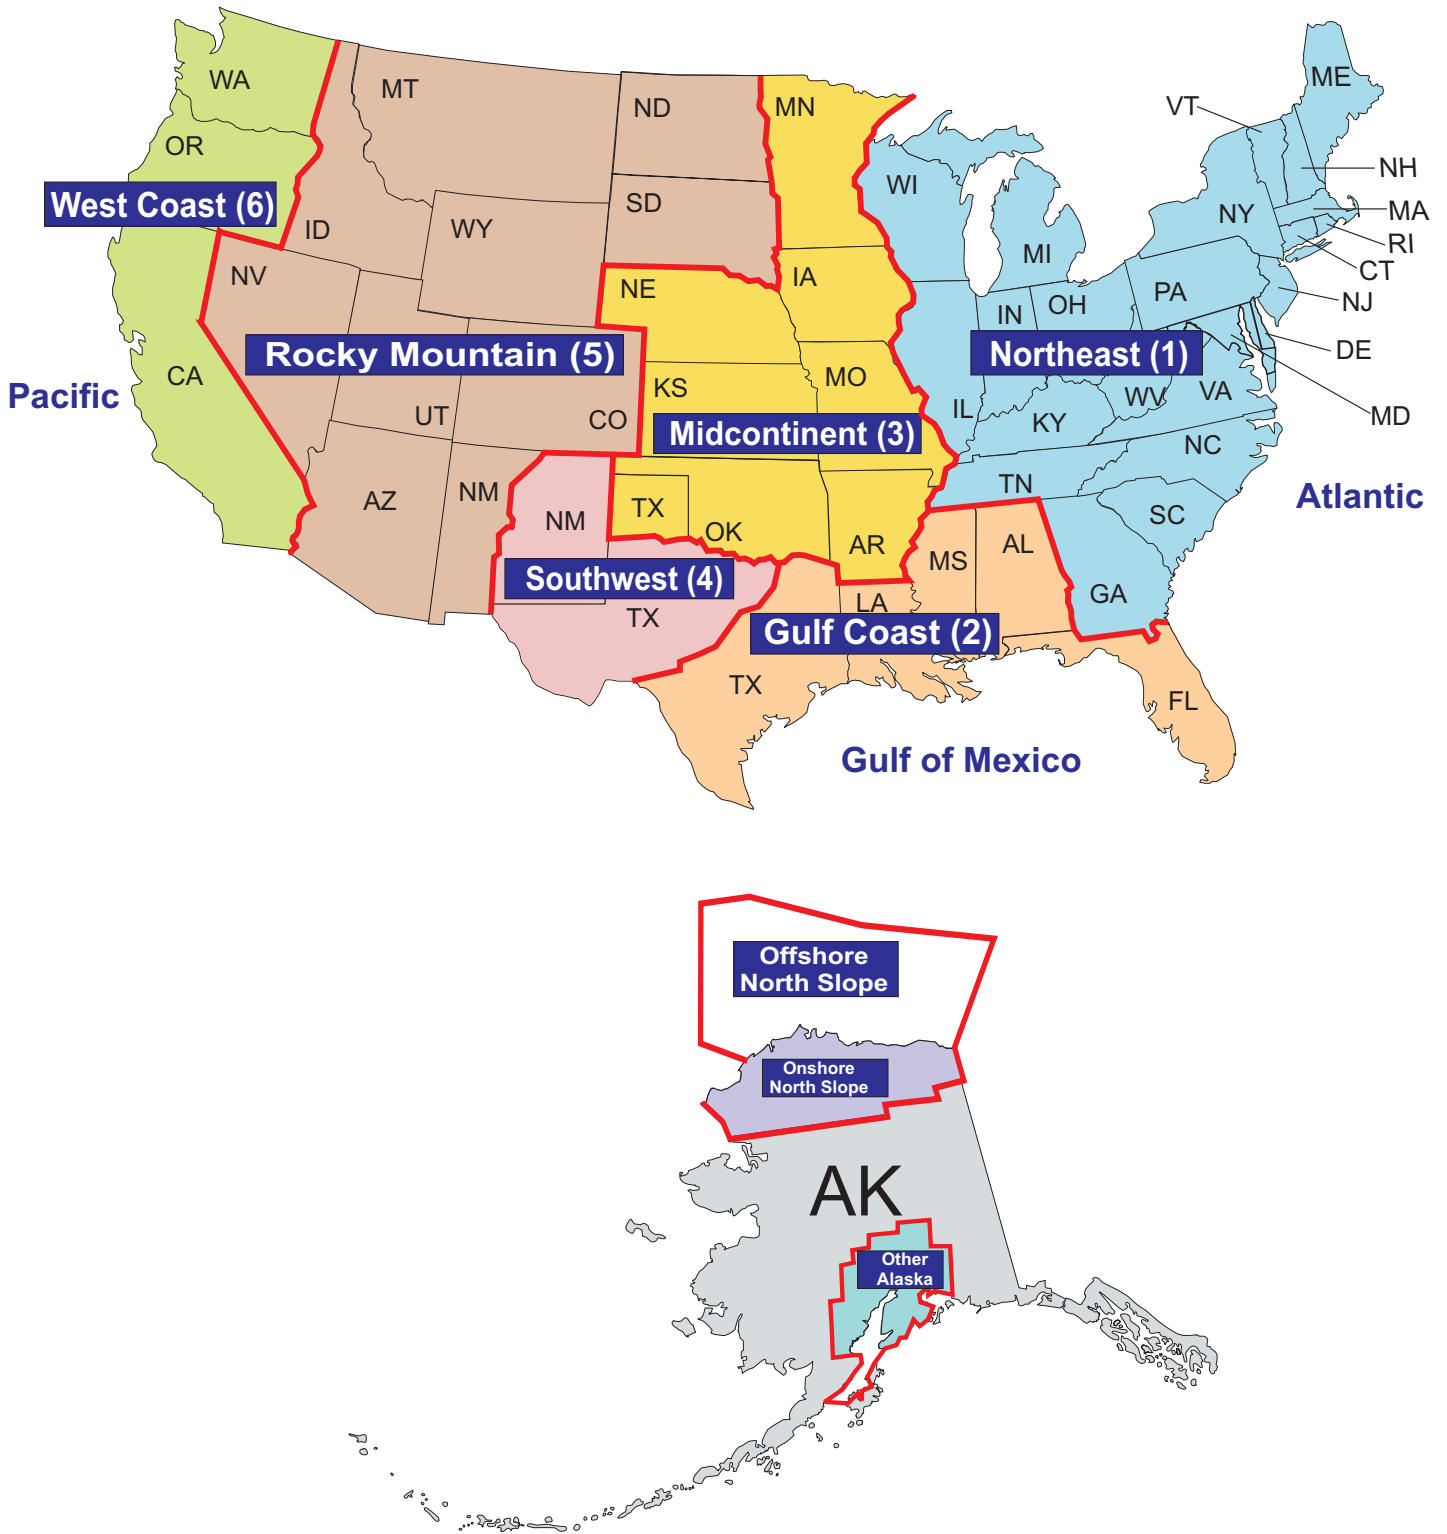 WA
MT
ND
MN
ME
VT
OR
NH
WI
SD
MA
West Coast (6)
NY
ID
WY
RI
MI
CT
NV
IA
NE
PA
NJ
OH
IN
Rocky Mountain (5)
Northeast (1)
DE
CA
MO
KS
VA
Pacific
WV
IL
MD
UT
CO
KY
Midcontinent (3)
NC
TN
NM
Atlantic
AZ
TX
SC
NM
OK
AR
AL
MS
Southwest (4)
GA
LA
TX
Gulf Coast (2)
TX
FL
Gulf of Mexico
Offshore
North Slope
Onshore
North Slope
AK
Other
Alaska